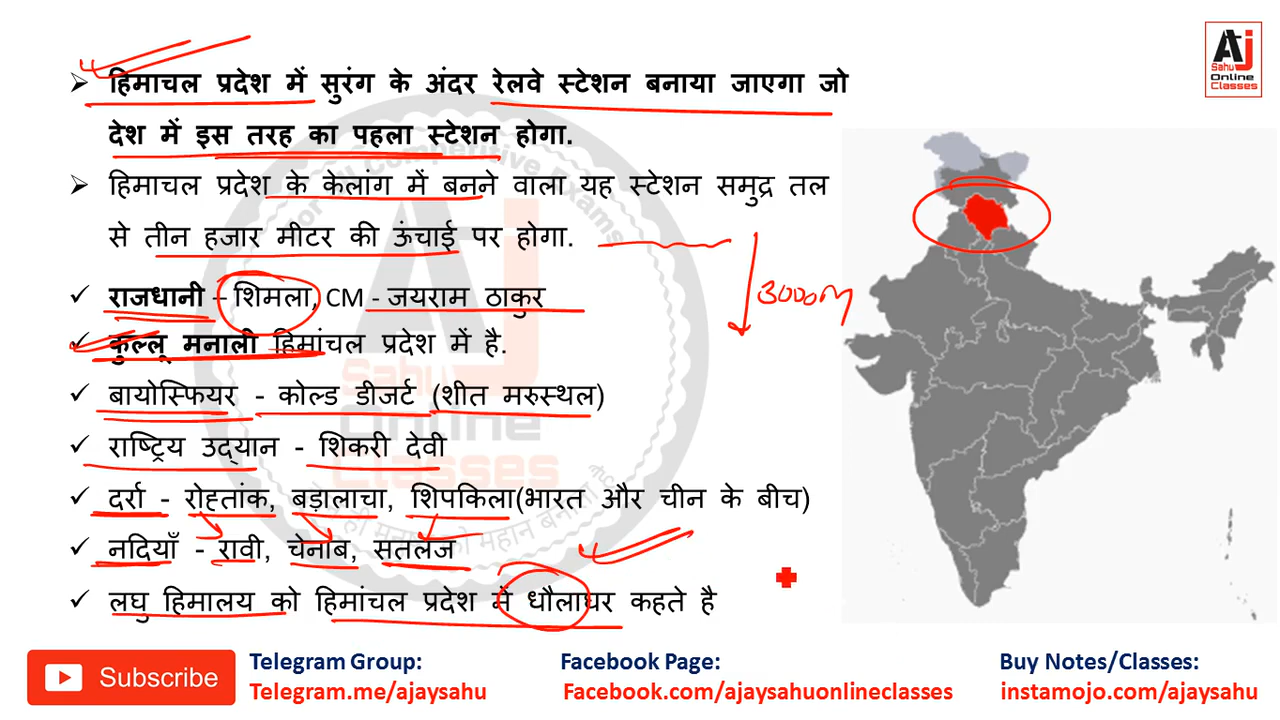 Aj
Sahu
Online
Classes
➢ हिमाचल प्रदेश में सुरंग के अंदर रेलवे स्टेशन बनाया जाएगा जो
देश में इस तरह का पहला स्टेशन होगा.
➢ हिमाचल प्रदेश के केलांग में बनने वाला यह स्टेशन समुद्र तल
से तीन हजार मीटर की ऊंचाई पर होगा.
3000m
✓ राजधानी – शिमला, CM - जयराम ठाकुर
✓ कुल्लू मनाली हिमांचल प्रदेश में है.
✓ बायोस्फियर - कोल्ड डीजर्ट (शीत मरुस्थल)
✓ राष्ट्रिय उद्यान - शिकरी देवी
✓ दर्रा - रोह्तांक, बड़ालाचा, शिपकिला(भारत और चीन के बीच)
✓ नदियाँ - रावी, चेनाब, सतलज
✓ लघु हिमालय को हिमांचल प्रदेश में धौलाधर कहते है
Subscribe
Telegram Group:
Telegram.me/ajaysahu
Facebook Page:
Facebook.com/ajaysahuonlineclasses
Buy Notes/Classes:
instamojo.com/ajaysahu